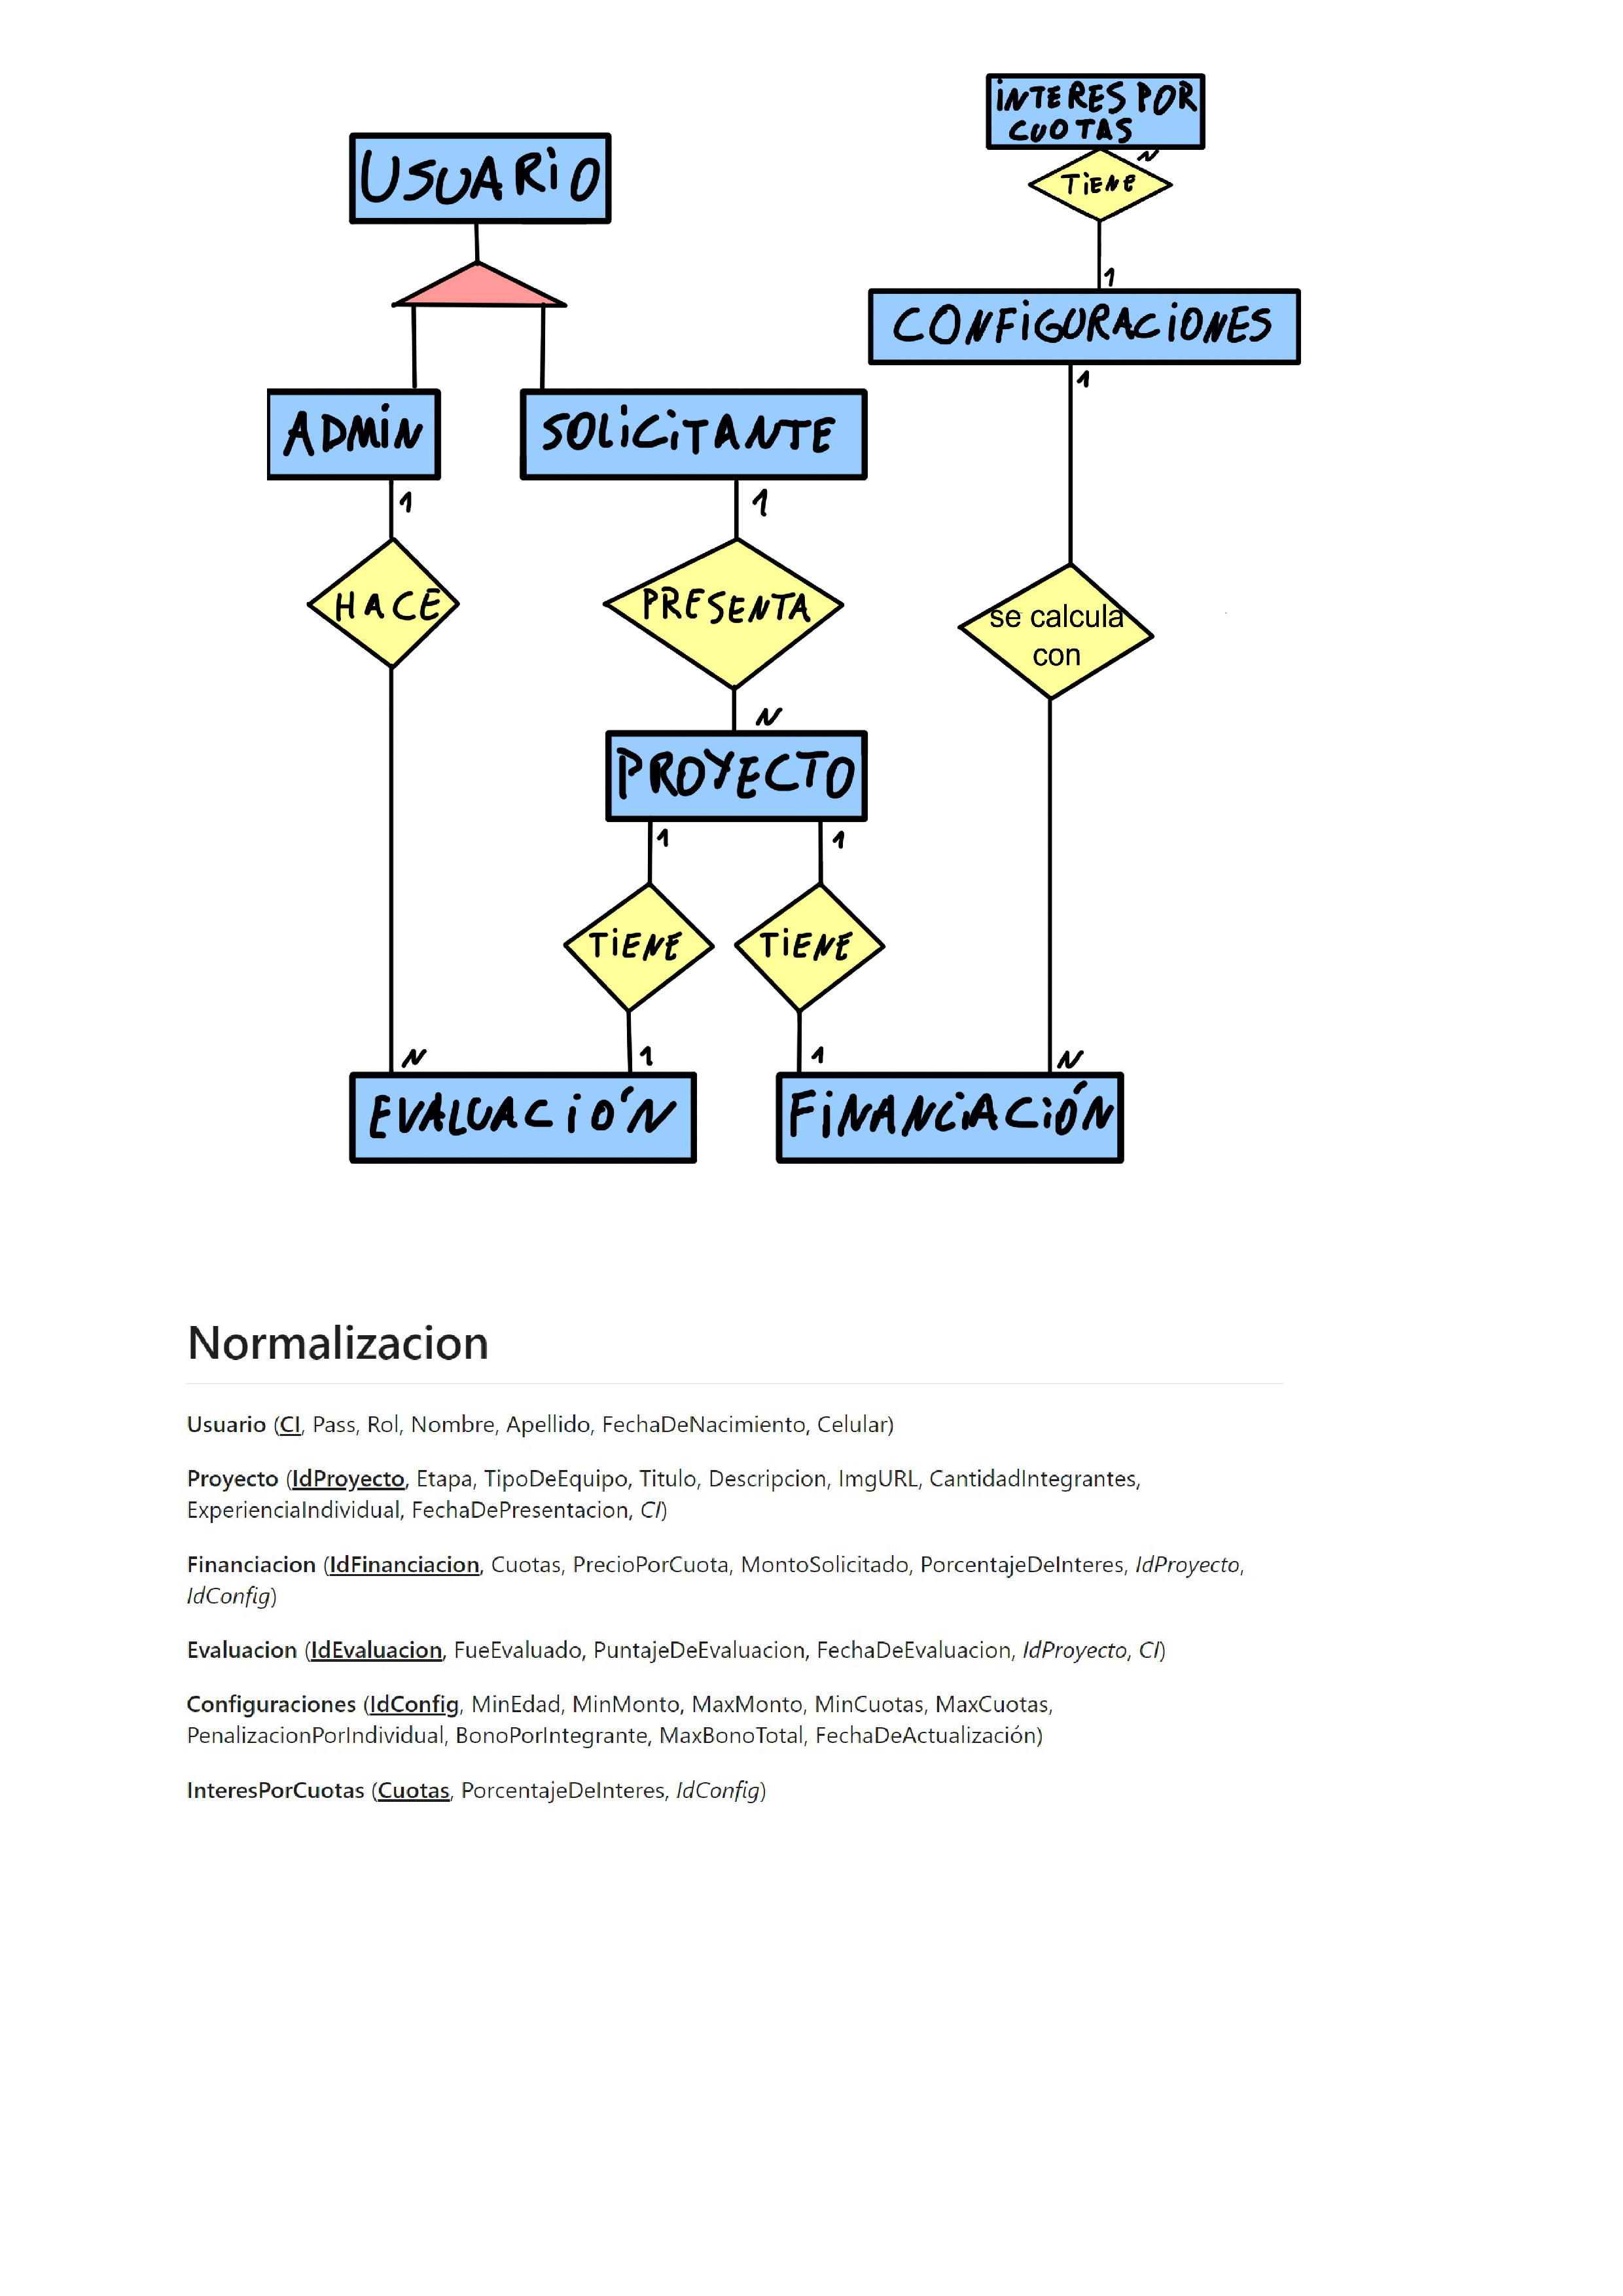 INTERES POR
CUOTAS
N
TIENE
USUARIO
1
CONFIGURACIONES
1
ADMIN
SOLICITANTE
1
1
HACE
PRESENTA
se calcula
con
N
PROYECTO
1
1
TIENE
TIENE
N
1
1
N
EVALUACIÓN
FINANCIACIÓN
Normalizacion
Usuario (CI, Pass, Rol, Nombre, Apellido, FechaDeNacimiento, Celular)
Proyecto (IdProyecto, Etapa, TipoDeEquipo, Titulo, Descripcion, ImgURL, CantidadIntegrantes,
ExperienciaIndividual, FechaDePresentacion, CI)
Financiacion (IdFinanciacion, Cuotas, PrecioPorCuota, MontoSolicitado, PorcentajeDeInteres, IdProyecto,
IdConfig)
Evaluacion (IdEvaluacion, FueEvaluado, PuntajeDeEvaluacion, FechaDeEvaluacion, IdProyecto, CI)
Configuraciones (IdConfig, MinEdad, MinMonto, MaxMonto, MinCuotas, MaxCuotas,
PenalizacionPorIndividual, BonoPorIntegrante, MaxBonoTotal, FechaDeActualización)
InteresPorCuotas (Cuotas, PorcentajeDeInteres, IdConfig)